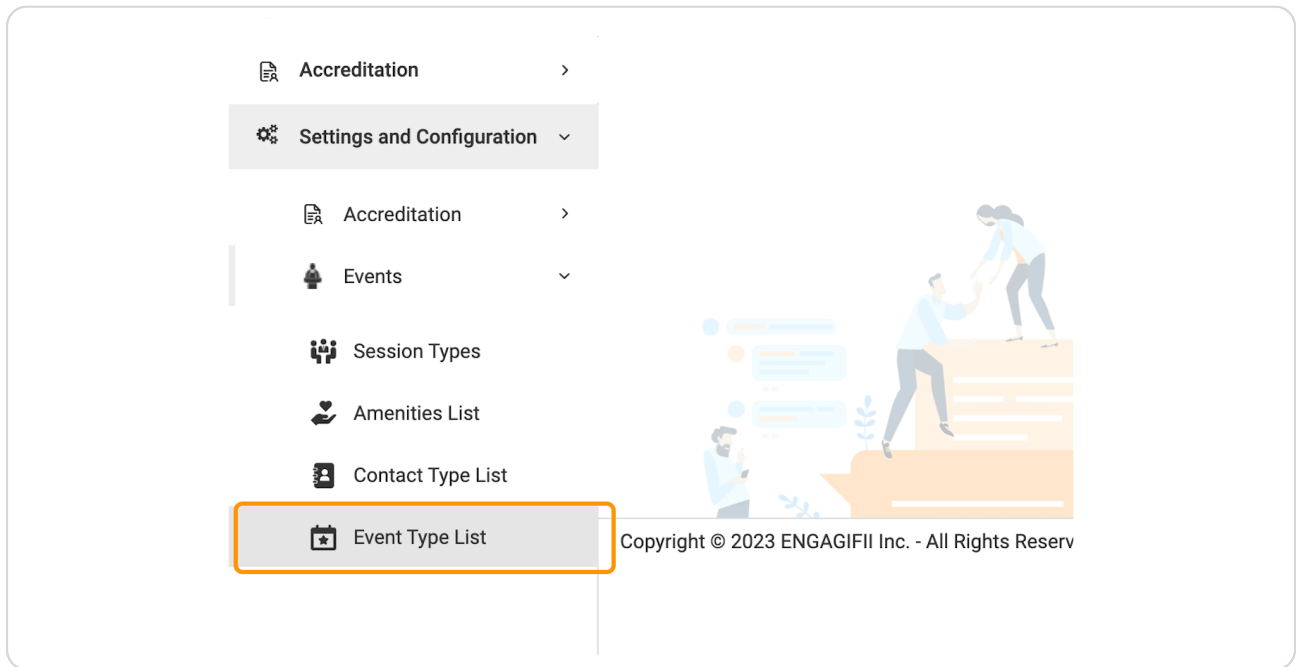 Accreditation
Settings and Configuration
Accreditation
Events
Session Types
Amenities List
Contact Type List
Event Type List
Copyright © 2023 ENGAGIFII Inc. - All Rights Reserv